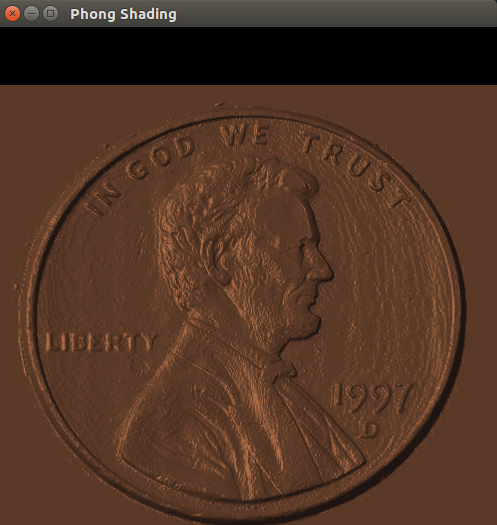 Phong Shading
IN GOD WE TRUST
LIBERTY
1997
D